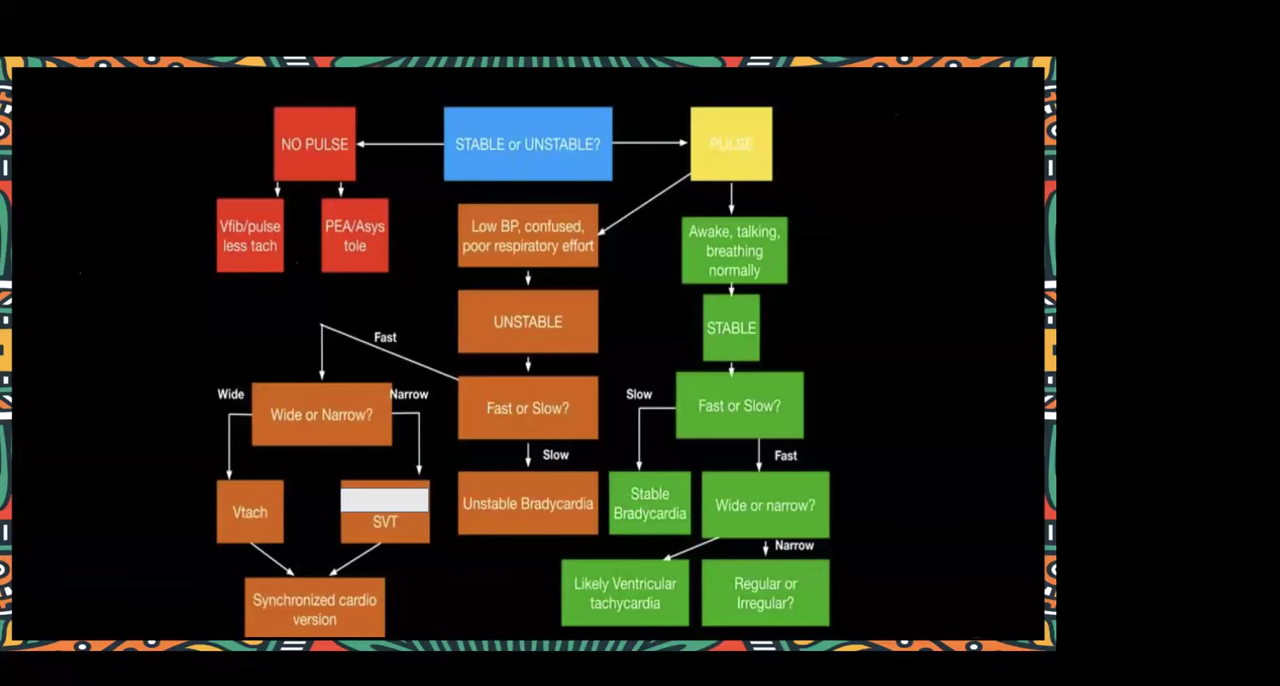 NO PULSE
STABLE or UNSTABLE?
PULSE
Vfib/pulse
less tach
PEA/Asys
tole
Low BP, confused,
poor respiratory effort
Awake, talking,
breathing
normally
UNSTABLE
STABLE
Fast
Wide
Narrow
Wide or Narrow?
Fast or Slow?
Slow
Fast or Slow?
Slow
Fast
Vtach
SVT
Unstable Bradycardia
Stable
Bradycardia
Wide or narrow?
Narrow
Synchronized cardio
version
Likely Ventricular
tachycardia
Regular or
Irregular?